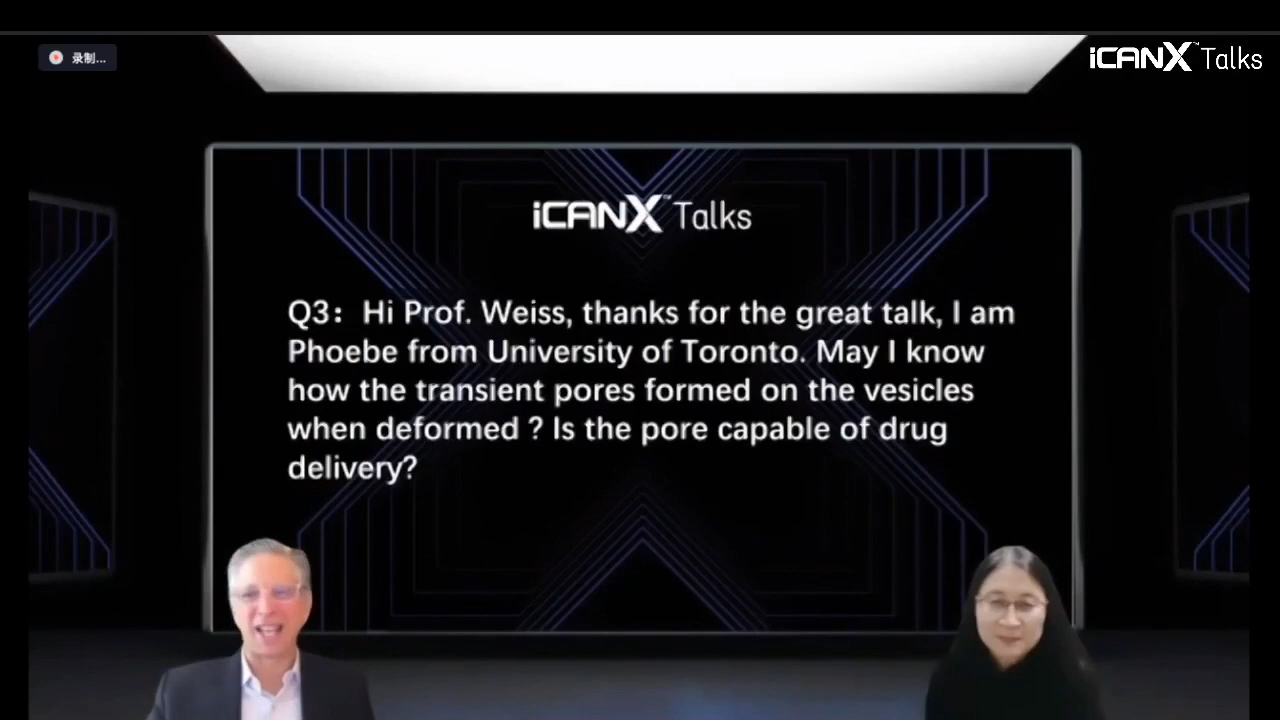 录制...
iCANX™ Talks
iCANX™ Talks
Q3：Hi Prof. Weiss, thanks for the great talk, I am
Phoebe from University of Toronto. May I know
how the transient pores formed on the vesicles
when deformed ? Is the pore capable of drug
delivery?